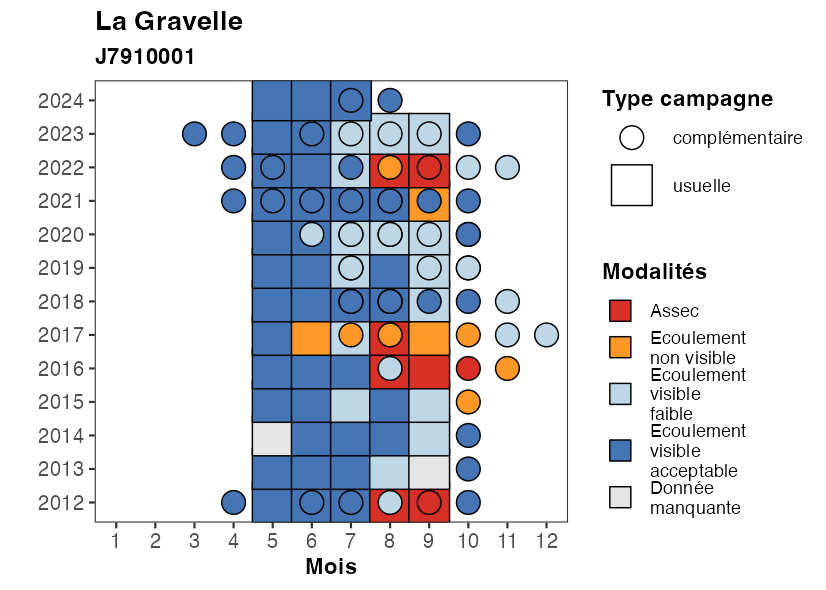 La Gravelle
J7910001
2024
2023
2022
2021
2020
2019
2018
2017
2016
2015
2014
2013
2012
1 2 3 4 5 6 7 8 9 10 11 12
Mois
Type campagne
complémentaire
usuelle
Modalités
Assec
Ecoulement
non visible
Ecoulement
visible
faible
Ecoulement
visible
acceptable
Donnée
manquante